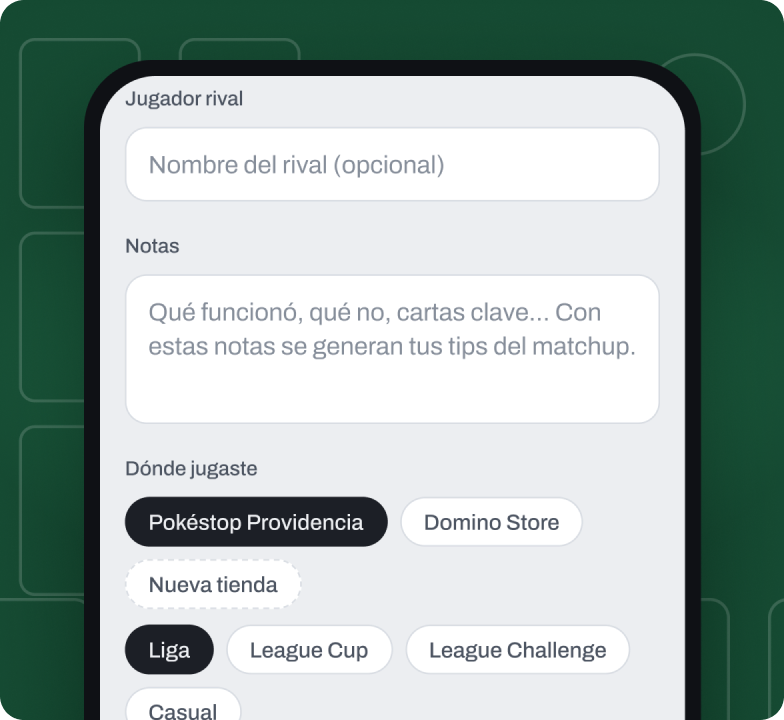 Jugador rival
Nombre del rival (opcional)
Notas
Qué funcionó, qué no, cartas clave... Con
estas notas se generan tus tips del matchup.
Dónde jugaste
Pokéstop Providencia
Domino Store
Nueva tienda
Liga
League Cup
League Challenge
Casual